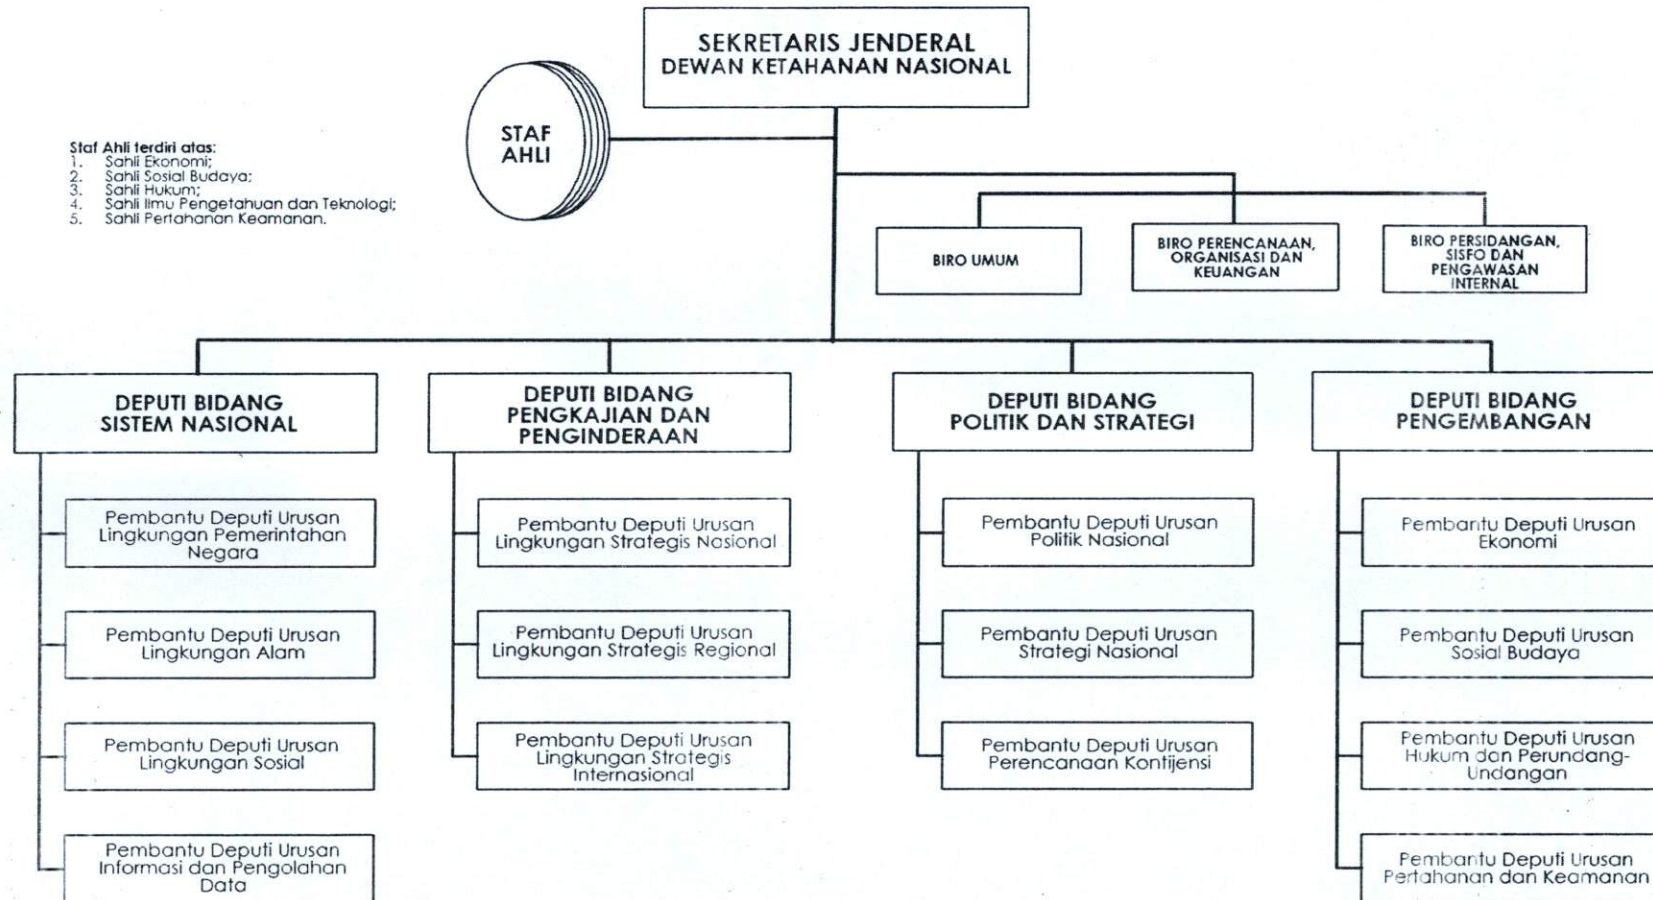 SEKRETARIS JENDERAL
DEWAN KETAHANAN NASIONAL
STAF
AHLI
Staf Ahli terdiri atas:
1. Sahli Ekonomi;
2. Sahli Sosial Budaya;
3. Sahli Hukum;
4. Sahli Ilmu Pengetahuan dan Teknologi;
5. Sahli Pertahanan Keamanan.
BIRO UMUM
BIRO PERENCANAAN,
ORGANISASI DAN
KEUANGAN
BIRO PERSIDANGAN,
SISFO DAN
PENGAWASAN
INTERNAL
DEPUTI BIDANG
SISTEM NASIONAL
Pembantu Deputi Urusan
Lingkungan Pemerintahan
Negara
Pembantu Deputi Urusan
Lingkungan Alam
Pembantu Deputi Urusan
Lingkungan Sosial
Pembantu Deputi Urusan
Informasi dan Pengolahan
Data
DEPUTI BIDANG
PENGKAJIAN DAN
PENGINDERAAN
Pembantu Deputi Urusan
Lingkungan Strategis Nasional
Pembantu Deputi Urusan
Lingkungan Strategis Regional
Pembantu Deputi Urusan
Lingkungan Strategis
Internasional
DEPUTI BIDANG
POLITIK DAN STRATEGI
Pembantu Deputi Urusan
Politik Nasional
Pembantu Deputi Urusan
Strategi Nasional
Pembantu Deputi Urusan
Perencanaan Kontijensi
DEPUTI BIDANG
PENGEMBANGAN
Pembantu Deputi Urusan
Ekonomi
Pembantu Deputi Urusan
Sosial Budaya
Pembantu Deputi Urusan
Hukum dan Perundang-
Undangan
Pembantu Deputi Urusan
Pertahanan dan Keamanan